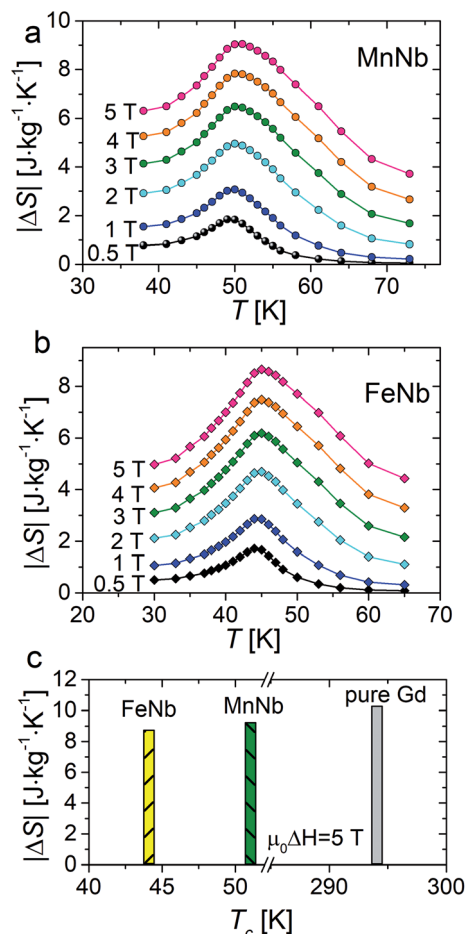 a
MnNb
|ΔS| [J·kg⁻¹·K⁻¹]
10
8
6
4
2
0
5 T
4 T
3 T
2 T
1 T
0.5 T
30 40 50 60 70
T [K]
b
FeNb
|ΔS| [J·kg⁻¹·K⁻¹]
8
6
4
2
0
5 T
4 T
3 T
2 T
1 T
0.5 T
20 30 40 50 60 70
T [K]
c
|ΔS| [J·kg⁻¹·K⁻¹]
12
10
8
6
4
2
0
FeNb MnNb pure Gd
μ₀ΔH=5 T
40 45 50 290 295 300
T_c [K]